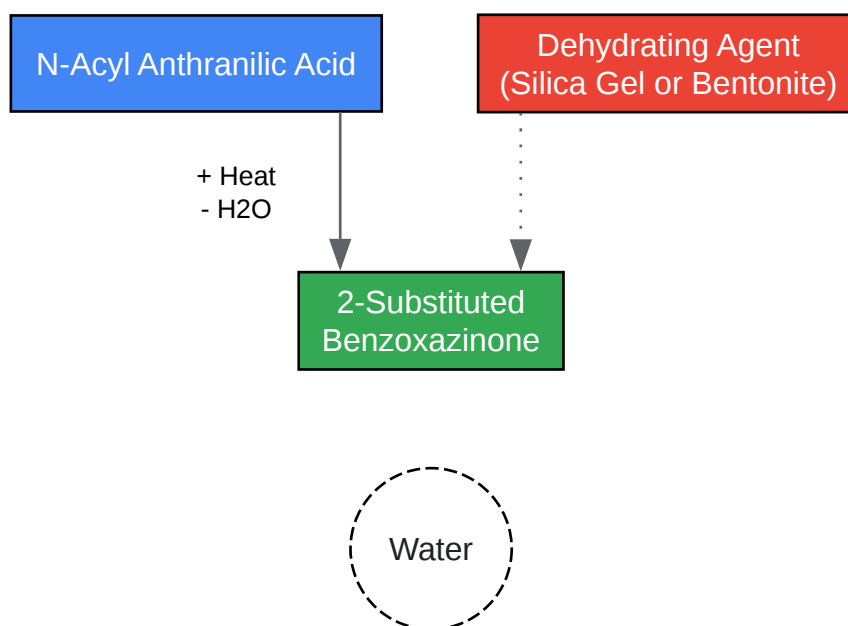 N-Acyl Anthranilic Acid
Dehydrating Agent
(Silica Gel or Bentonite)
+ Heat
- H2O
2-Substituted
Benzoxazinone
Water